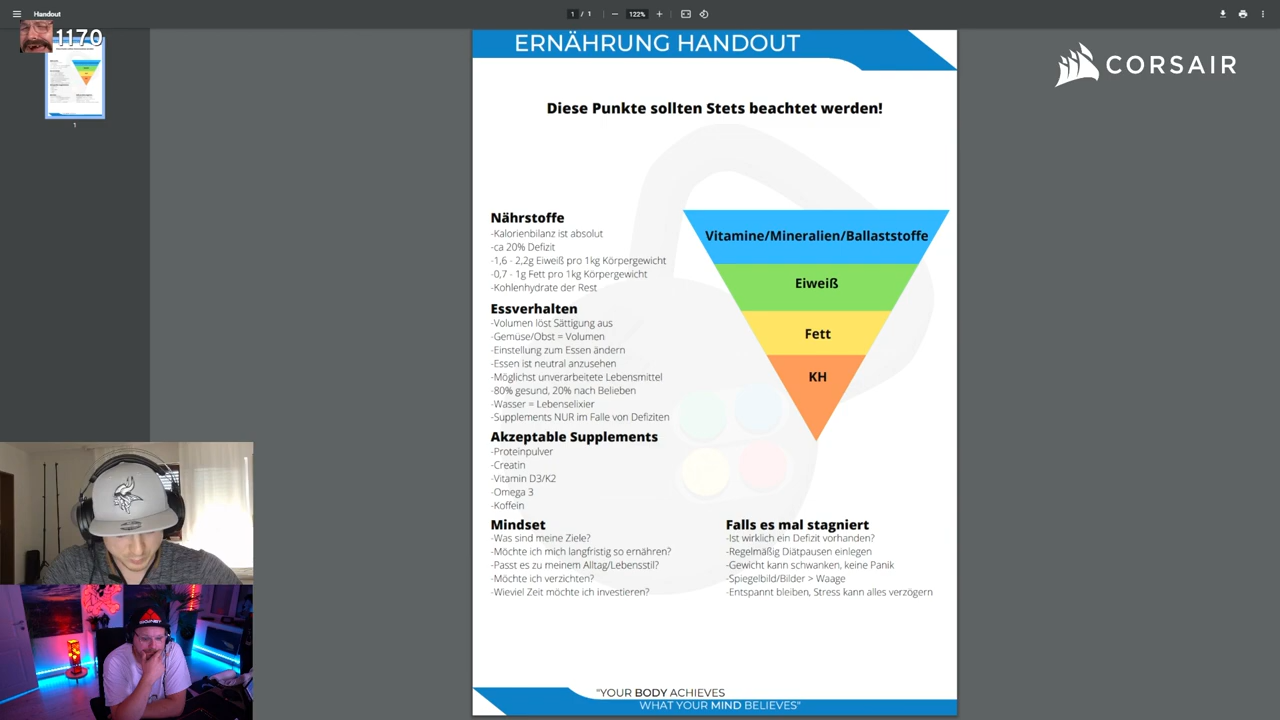 Handout
1 / 1
122%
1170
1
CORSAIR
ERNÄHRUNG HANDOUT
Diese Punkte sollten Stets beachtet werden!
Nährstoffe
-Kalorienbilanz ist absolut
-ca 20% Defizit
-1,6 - 2,2g Eiweiß pro 1kg Körpergewicht
-0,7 - 1g Fett pro 1kg Körpergewicht
-Kohlenhydrate der Rest
Vitamine/Mineralien/Ballaststoffe
Eiweiß
Fett
KH
Essverhalten
-Volumen löst Sättigung aus
-Gemüse/Obst = Volumen
-Einstellung zum Essen ändern
-Essen ist neutral anzusehen
-Möglichst unverarbeitete Lebensmittel
-80% gesund, 20% nach Belieben
-Wasser = Lebenselixier
-Supplements NUR im Falle von Defiziten
Akzeptable Supplements
-Proteinpulver
-Creatin
-Vitamin D3/K2
-Omega 3
-Koffein
Mindset
-Was sind meine Ziele?
-Möchte ich mich langfristig so ernähren?
-Passt es zu meinem Alltag/Lebensstil?
-Möchte ich verzichten?
-Wieviel Zeit möchte ich investieren?
Falls es mal stagniert
-Ist wirklich ein Defizit vorhanden?
-Regelmäßig Diätpausen einlegen
-Gewicht kann schwanken, keine Panik
-Spiegelbild/Bilder > Waage
-Entspannt bleiben, Stress kann alles verzögern
"YOUR BODY ACHIEVES
WHAT YOUR MIND BELIEVES"